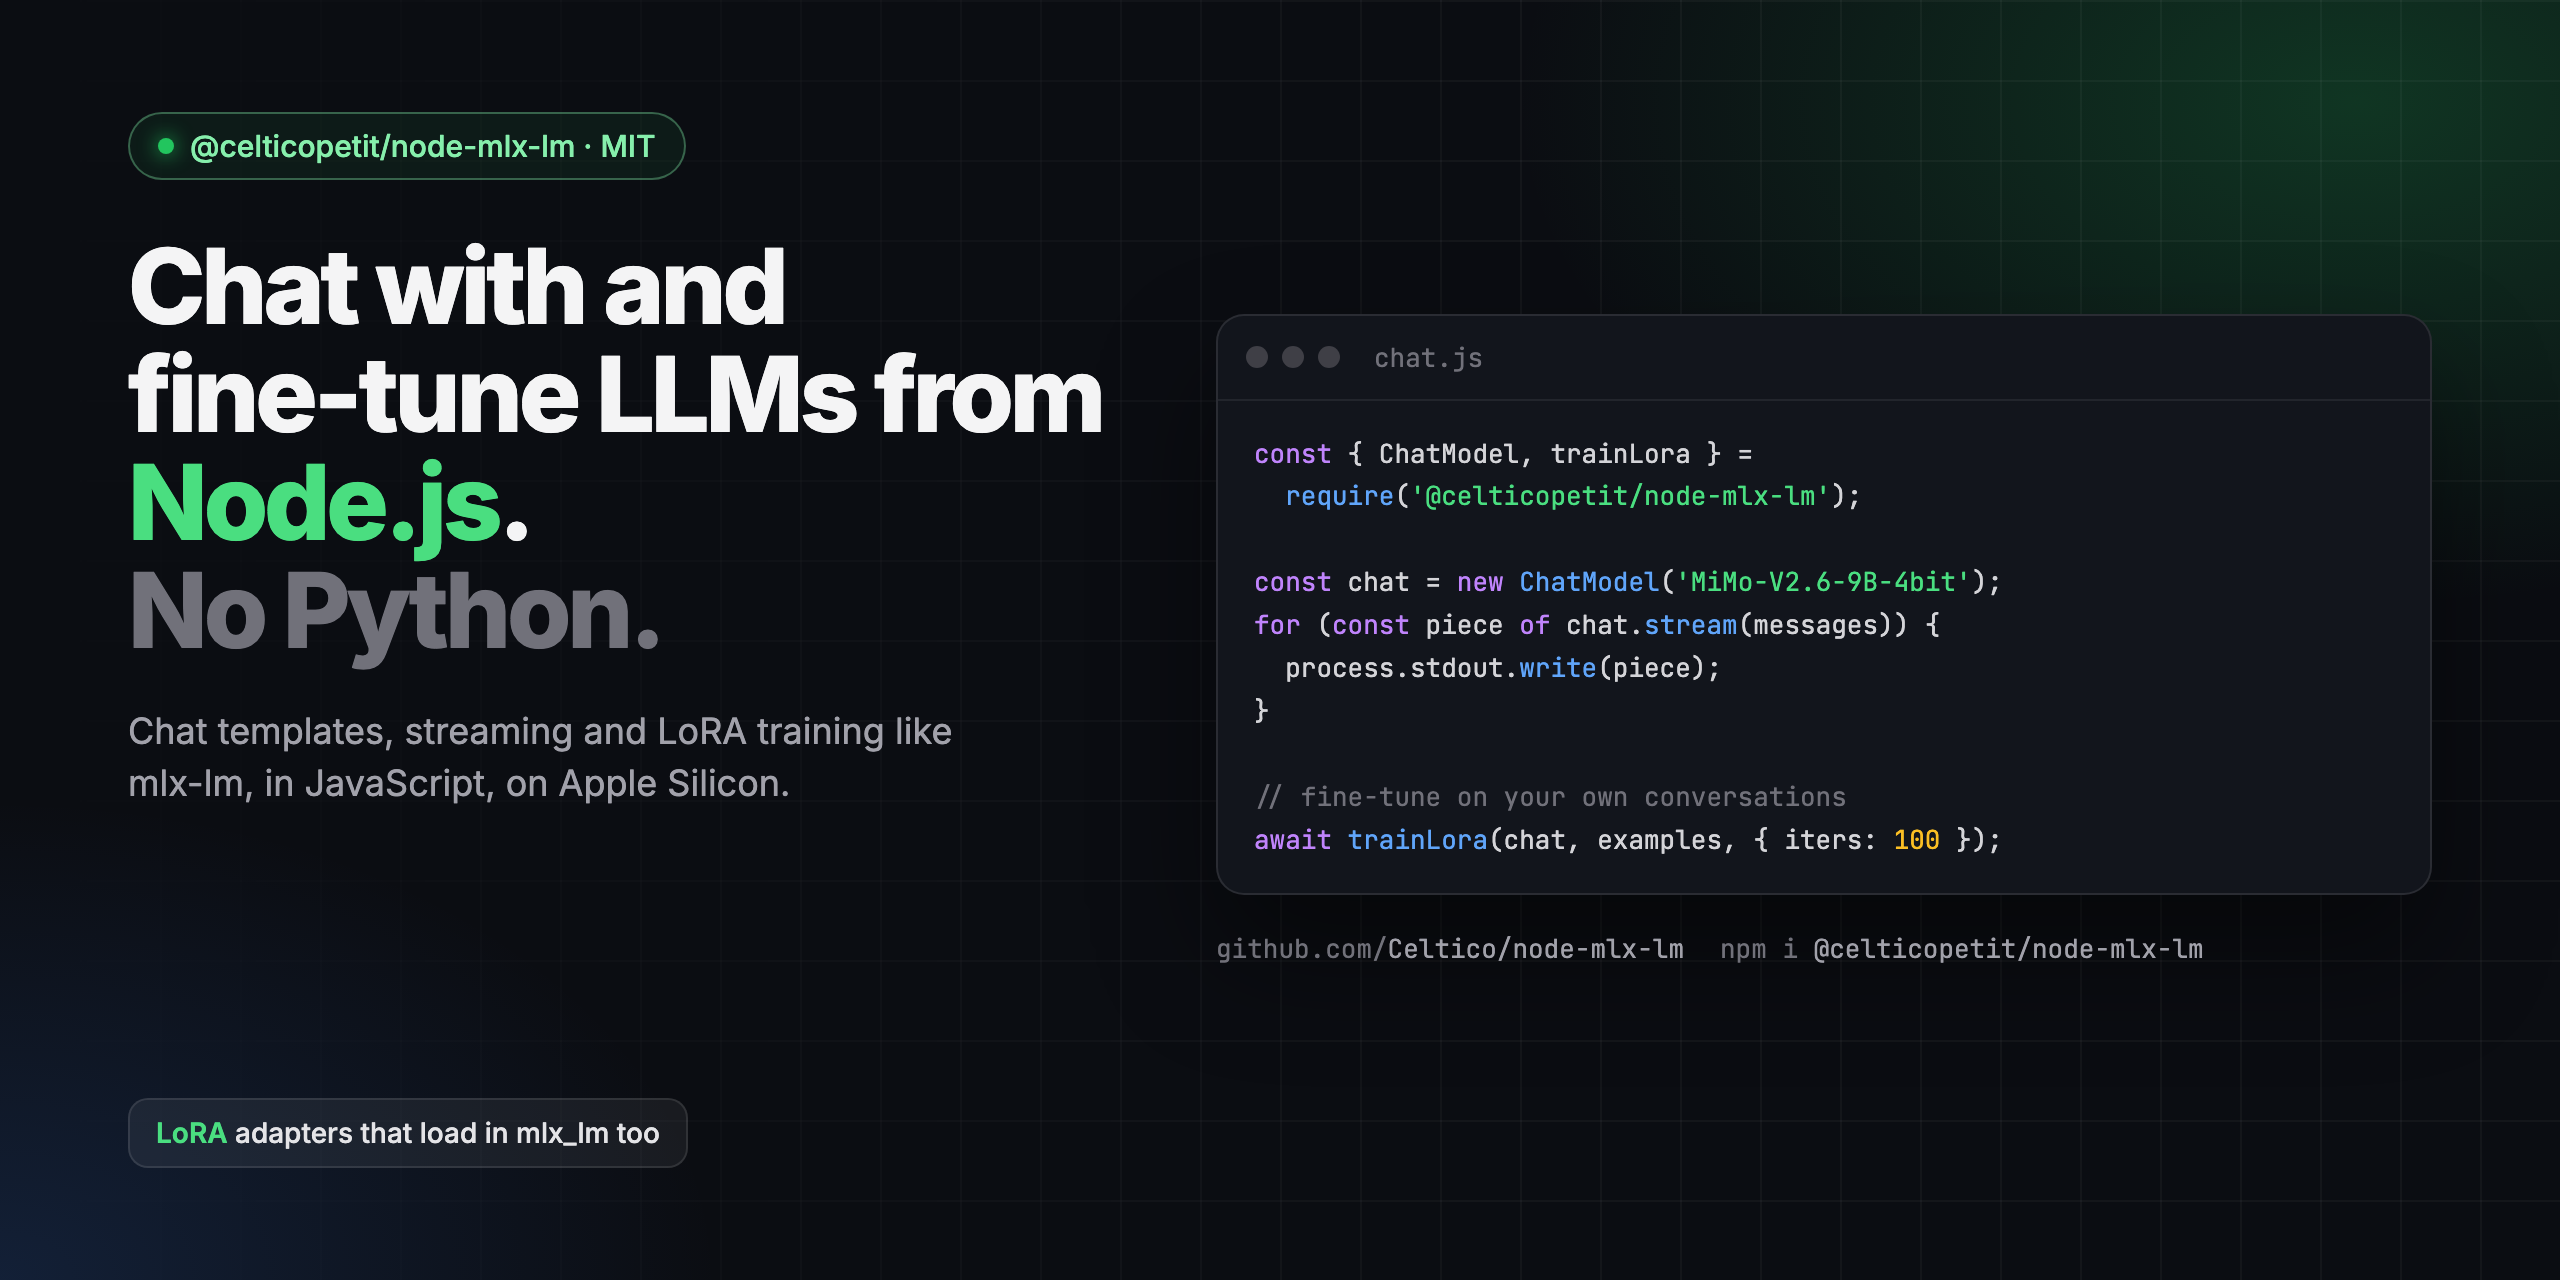 @celticopetit/node-mlx-lm · MIT
Chat with and
fine-tune LLMs from
Node.js.
No Python.
Chat templates, streaming and LoRA training like
mlx-lm, in JavaScript, on Apple Silicon.
LoRA adapters that load in mlx_lm too
chat.js
const { ChatModel, trainLora } =
  require('@celticopetit/node-mlx-lm');
const chat = new ChatModel('MiMo-V2.6-9B-4bit');
for (const piece of chat.stream(messages)) {
  process.stdout.write(piece);
}
// fine-tune on your own conversations
await trainLora(chat, examples, { iters: 100 });
github.com/Celtico/node-mlx-lm  npm i @celticopetit/node-mlx-lm